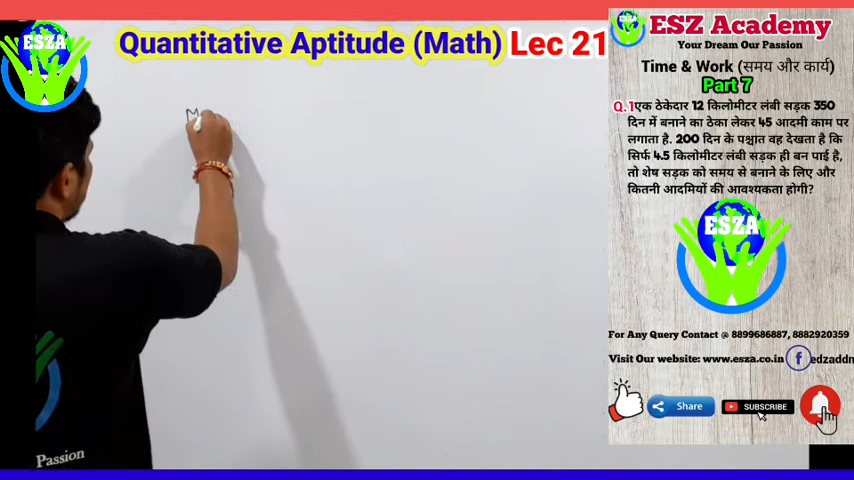 ESZA
Quantitative Aptitude (Math) Lec 21
M
Passion
ESZ Academy
Your Dream Our Passion
Time & Work (समय और कार्य)
Part 7
Q.1 एक ठेकेदार 12 किलोमीटर लंबी सड़क 350
दिन में बनाने का ठेका लेकर 45 आदमी काम पर
लगाता है. 200 दिन के पश्चात वह देखता है कि
सिर्फ 4.5 किलोमीटर लंबी सड़क ही बन पाई है,
तो शेष सड़क को समय से बनाने के लिए और
कितनी आदमियों की आवश्यकता होगी?
ESZA
For Any Query Contact @ 8899686887, 8882920359
Visit Our website: www.esza.co.in f edzaddn
Share
SUBSCRIBE